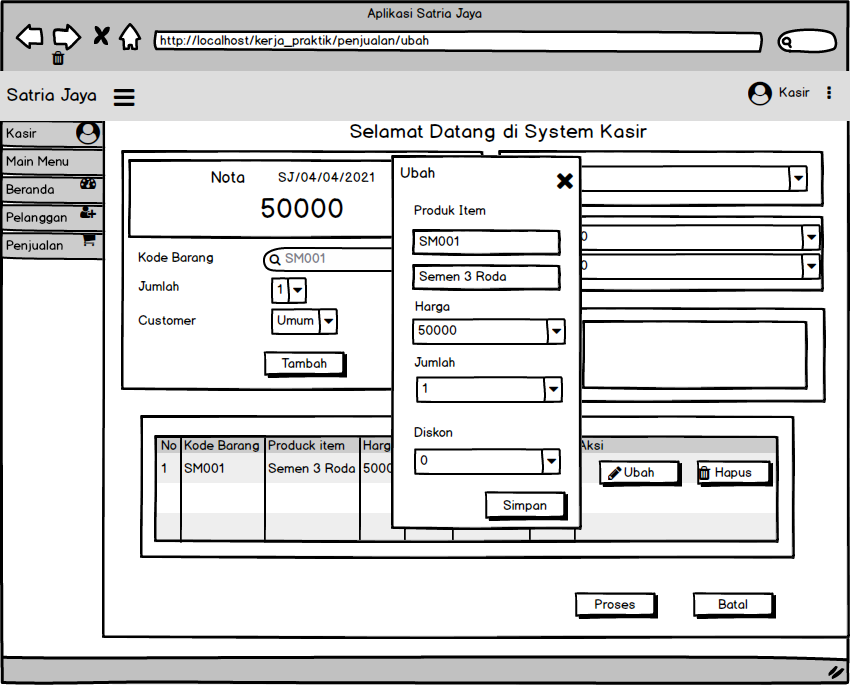 Aplikasi Satria Jaya
http://localhost/kerja_praktik/penjualan/ubah
Satria Jaya
Kasir
Kasir
Main Menu
Beranda
Pelanggan
Penjualan
Selamat Datang di System Kasir
Nota SJ/04/04/2021
50000
Kode Barang SM001
Jumlah 1
Customer Umum
Tambah
Ubah
Produk Item
SM001
Semen 3 Roda
Harga
50000
Jumlah
1
Diskon
0
Simpan
0
0
No Kode Barang Produck item Harg Aksi
1 SM001 Semen 3 Roda 5000 Ubah Hapus
Proses Batal